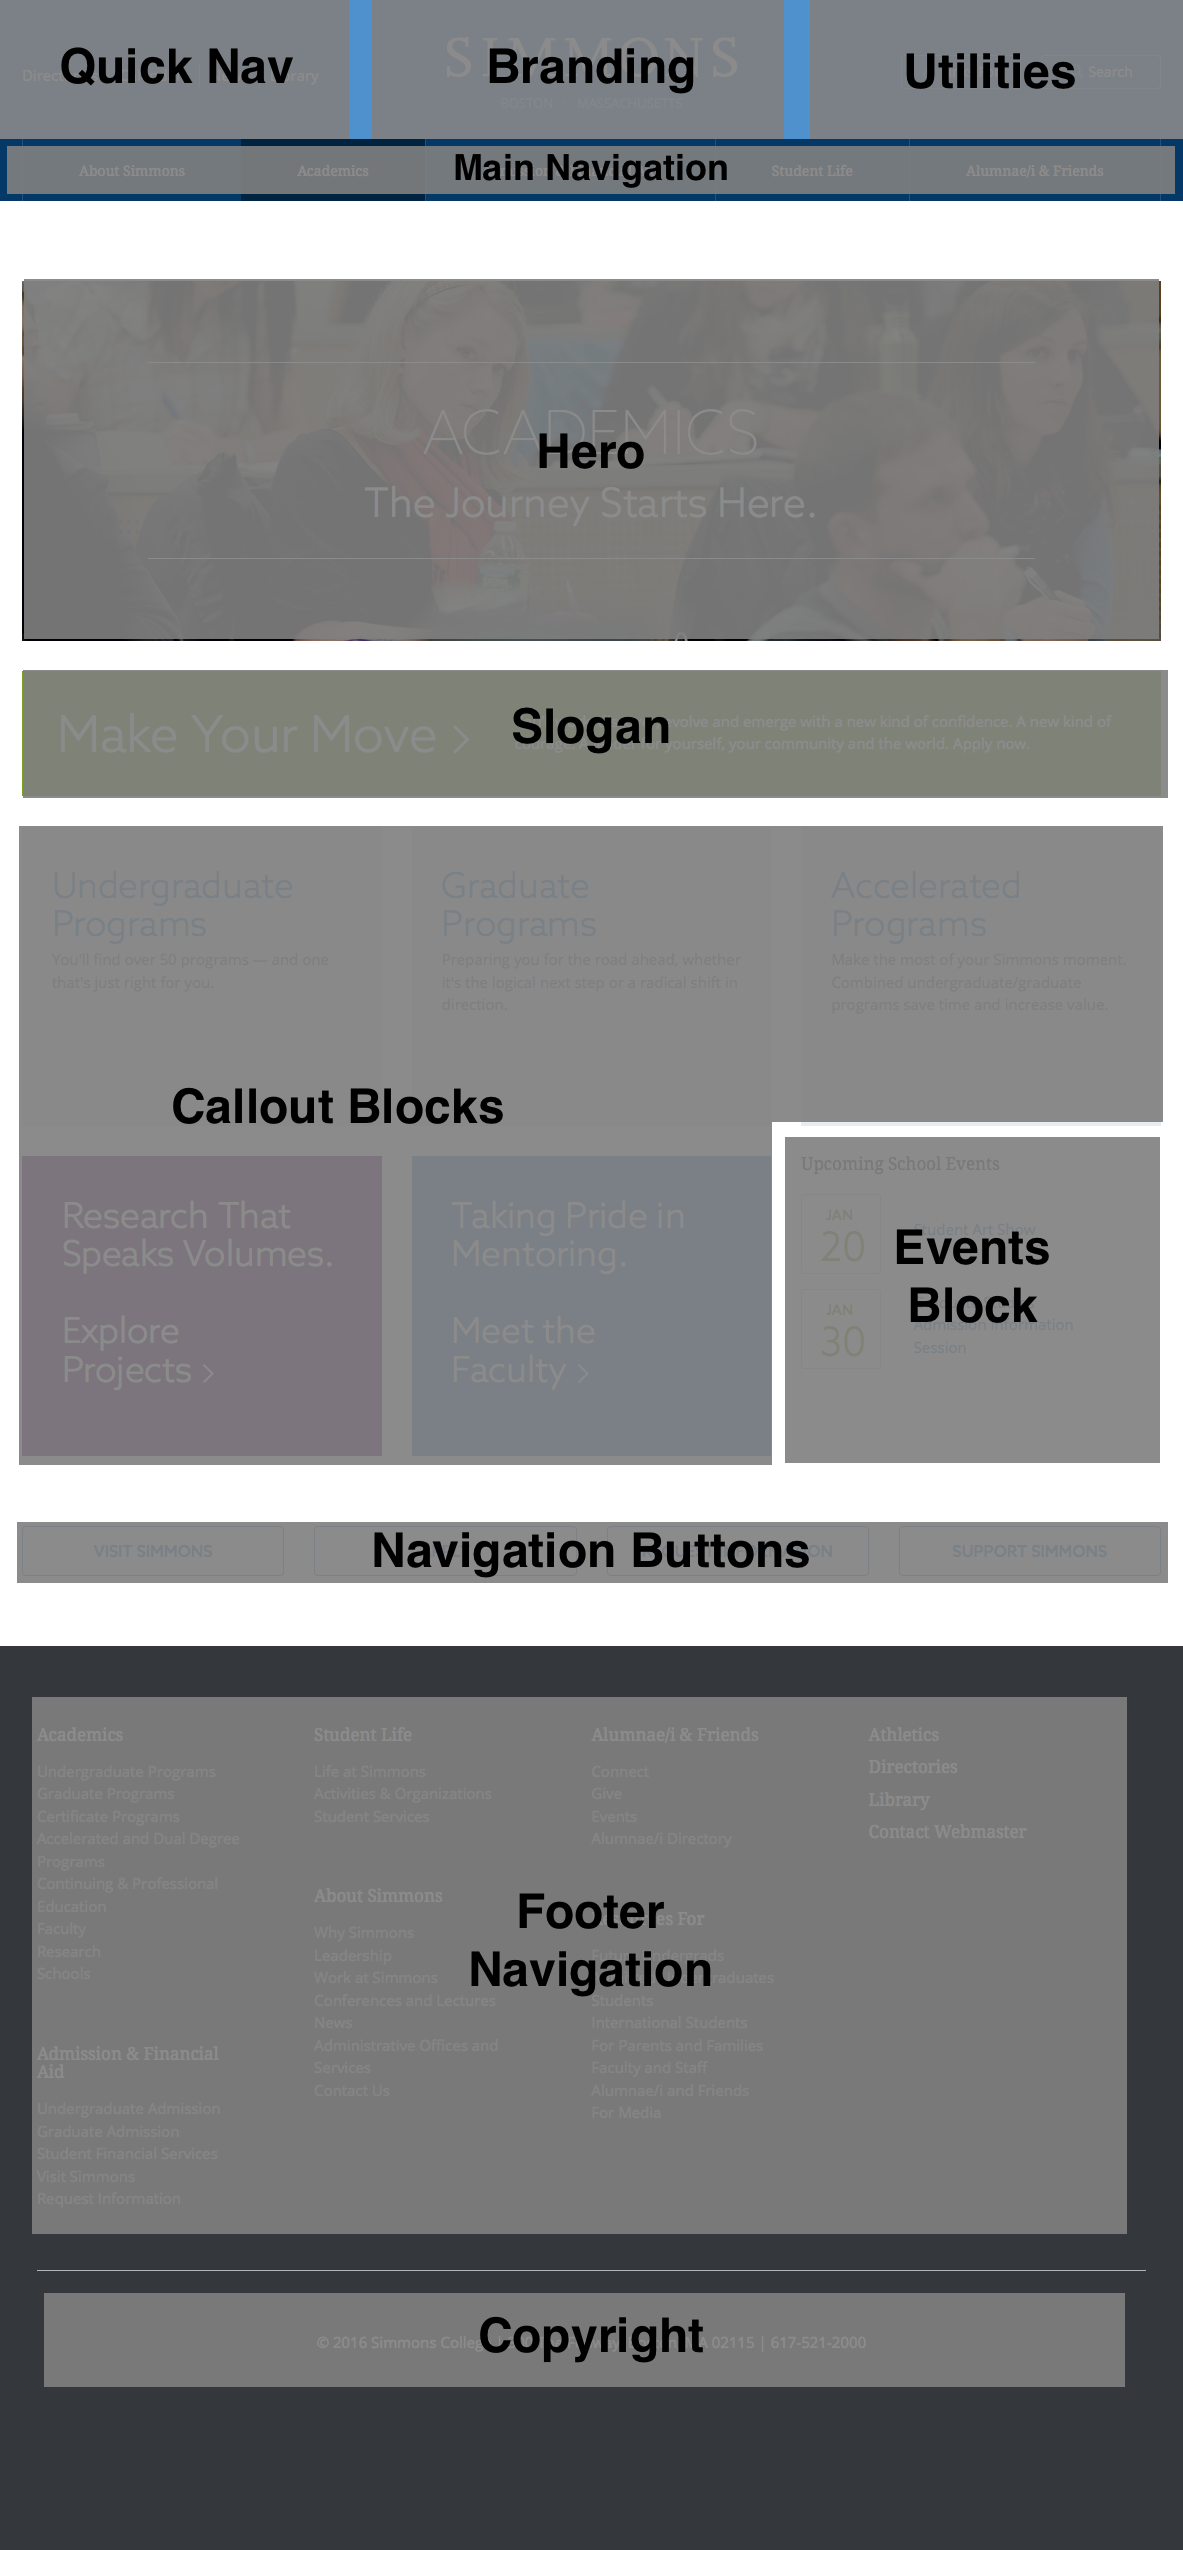 Quick Nav
Branding
Utilities
SIMMONS
BOSTON MASSACHUSETTS
Search
Main Navigation
About Simmons
Academics
Student Life
Alumnae/i & Friends
ACADEMICS
Hero
The Journey Starts Here.
Make Your Move >
Slogan
and emerge with a new kind of confidence. A new kind of
yourself, your community and the world. Apply now.
Undergraduate
Programs
You'll find over 50 programs — and one
that's just right for you.
Graduate
Programs
Preparing you for the road ahead, whether
it's the logical next step or a radical shift in
direction.
Accelerated
Programs
Make the most of your Simmons moment.
Combined undergraduate/graduate
programs save time and increase value.
Callout Blocks
Research That
Speaks Volumes.
Explore
Projects >
Taking Pride in
Mentoring.
Meet the
Faculty >
Upcoming School Events
JAN
20
Student Art Show
Events
Block
JAN
30
Admission Information
Session
VISIT SIMMONS
Navigation Buttons
SUPPORT SIMMONS
Academics
Undergraduate Programs
Graduate Programs
Certificate Programs
Accelerated and Dual Degree
Programs
Continuing & Professional
Education
Faculty
Research
Schools
Admission & Financial
Aid
Undergraduate Admission
Graduate Admission
Student Financial Services
Visit Simmons
Request Information
Student Life
Life at Simmons
Activities & Organizations
Student Services
About Simmons
Why Simmons
Leadership
Work at Simmons
Conferences and Lectures
News
Administrative Offices and
Services
Contact Us
Alumnae/i & Friends
Connect
Give
Events
Alumnae/i Directory
For
Future Undergrads
Students
International Students
For Parents and Families
Faculty and Staff
Alumnae/i and Friends
For Media
Athletics
Directories
Library
Contact Webmaster
Footer
Navigation
Copyright
© 2016 Simmons 02115 | 617-521-2000